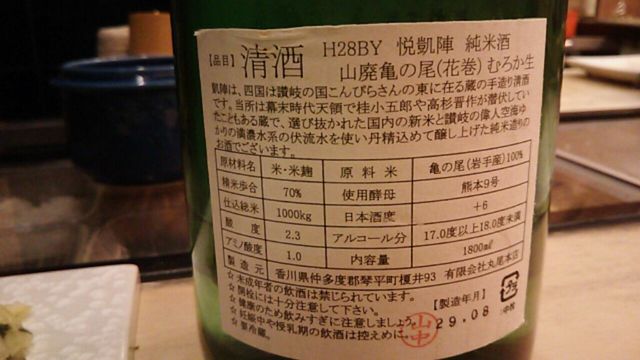 【品目】 清酒 H28BY 悦凱陣 純米酒
山廃亀の尾(花巻) むろか生
凱陣は、四国は讃岐の国こんぴらさんの東に在る蔵の手造り清酒
です。当所は幕末時代天領で桂小五郎や高杉晋作が潜伏してい
たこともある蔵で、選び抜かれた国内の新米と讃岐の偉人空海ゆ
かりの満濃水系の伏流水を使い丹精込めて醸し上げた純米造りの
お酒でございます。
原材料名 米・米麹 原料米 亀の尾(岩手産)100%
精米歩合 70% 使用酵母 熊本9号
仕込総米 1000kg 日本酒度 +6
酸度 2.3 アルコール分 17.0度以上18.0度未満
アミノ酸度 1.0 内容量 1800㎖
製造元 香川県仲多度郡琴平町榎井93 有限会社丸尾本店
☆未成年者の飲酒は禁じられています。
☆開栓には十分注意して下さい。
☆健康のため飲みすぎに注意しましょう。
☆妊娠中や授乳期の飲酒は控えめに。
☆要冷蔵。
【製造年月】
29.08
山中